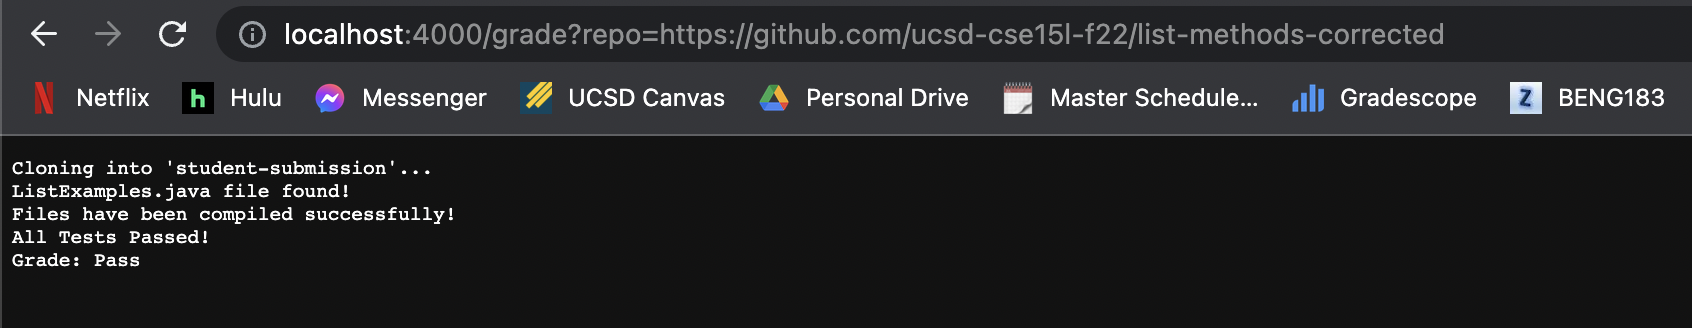 localhost:4000/grade?repo=https://github.com/ucsd-cse15l-f22/list-methods-corrected
Netflix h Hulu Messenger UCSD Canvas Personal Drive Master Schedule... Gradescope Z BENG183
Cloning into 'student-submission'...
ListExamples.java file found!
Files have been compiled successfully!
All Tests Passed!
Grade: Pass